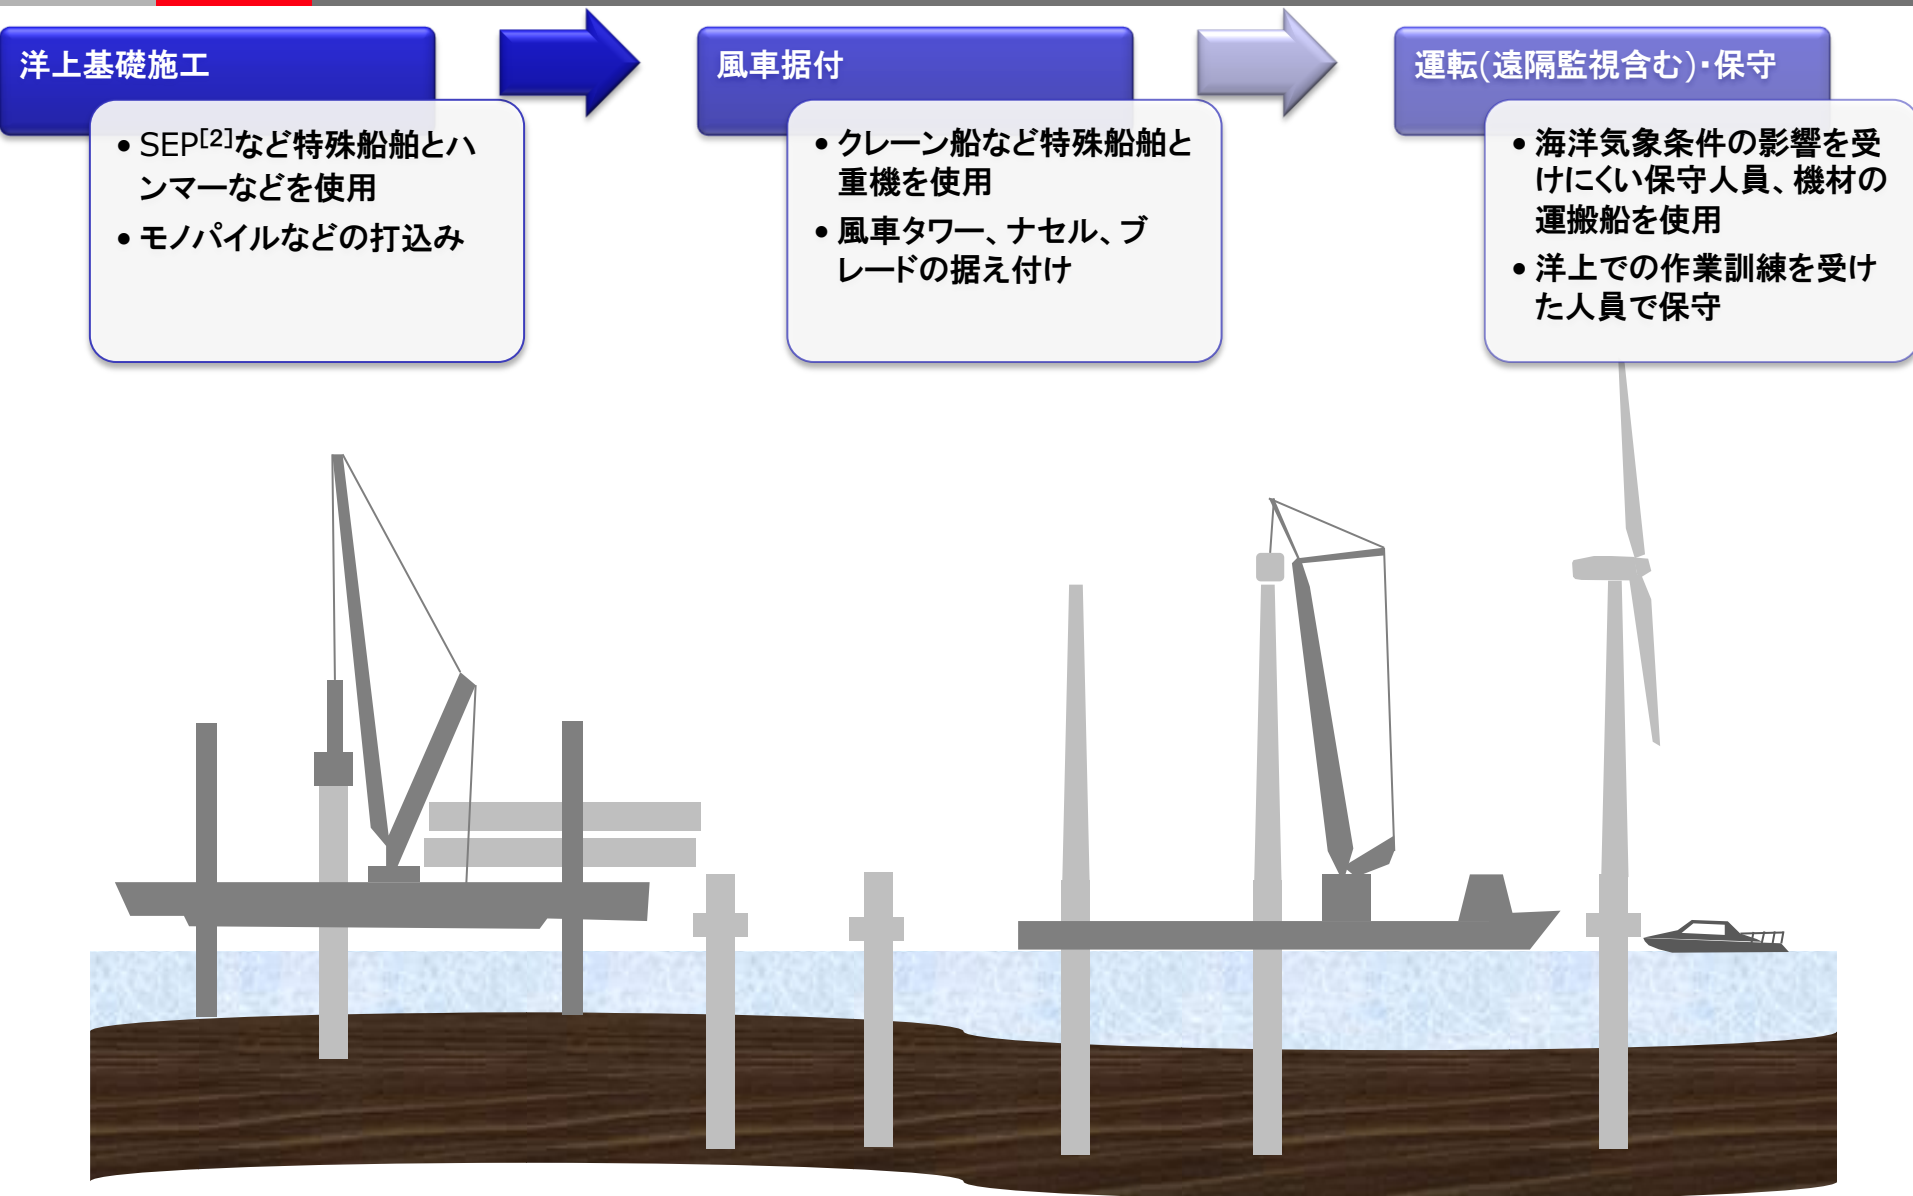 洋上基礎施工
• SEP[2]など特殊船舶とハ
ンマーなどを使用
• モノパイルなどの打込み
風車据付
• クレーン船など特殊船舶と
重機を使用
• 風車タワー、ナセル、ブ
レードの据え付け
運転(遠隔監視含む)・保守
• 海洋気象条件の影響を受
けにくい保守人員、機材の
運搬船を使用
• 洋上での作業訓練を受け
た人員で保守